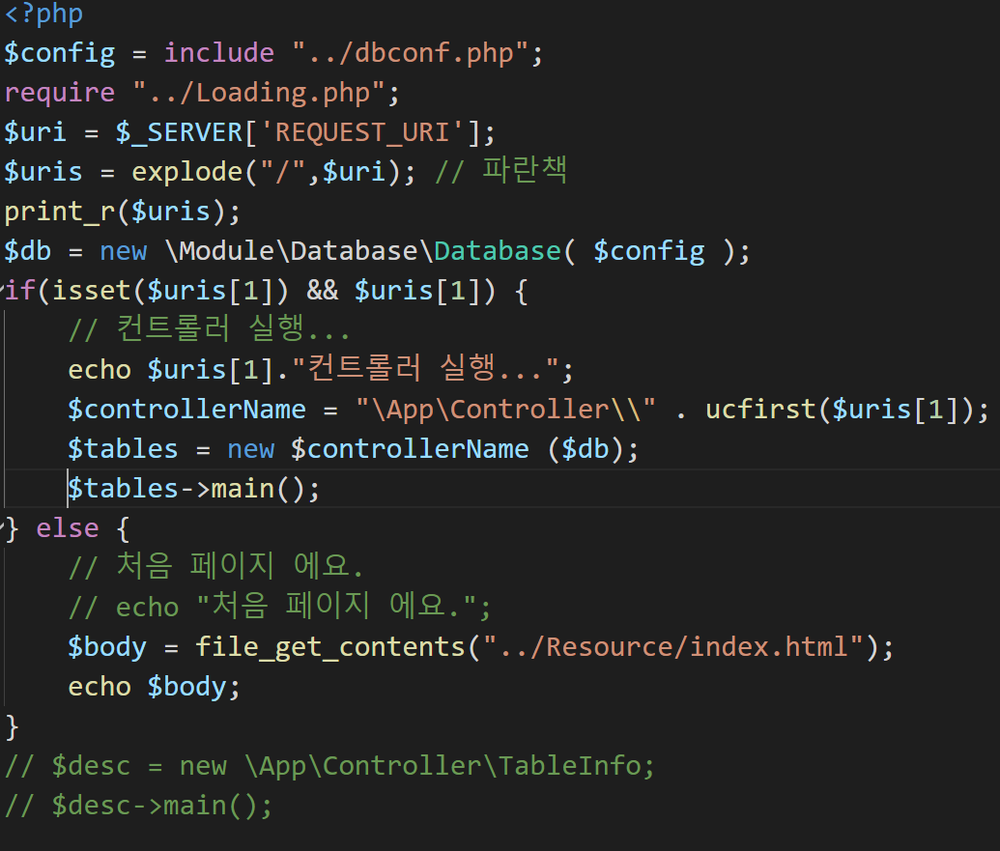 <?php
$config = include "../dbconf.php";
require "../Loading.php";
$uri = $_SERVER['REQUEST_URI'];
$uris = explode("/",$uri); // 파란책
print_r($uris);
$db = new \Module\Database\Database( $config );
if(isset($uris[1]) && $uris[1]) {
    // 컨트롤러 실행...
    echo $uris[1]."컨트롤러 실행...";
    $controllerName = "\App\Controller\\" . ucfirst($uris[1]);
    $tables = new $controllerName ($db);
    $tables->main();
} else {
    // 처음 페이지 에요.
    // echo "처음 페이지 에요.";
    $body = file_get_contents("../Resource/index.html");
    echo $body;
}
// $desc = new \App\Controller\TableInfo;
// $desc->main();